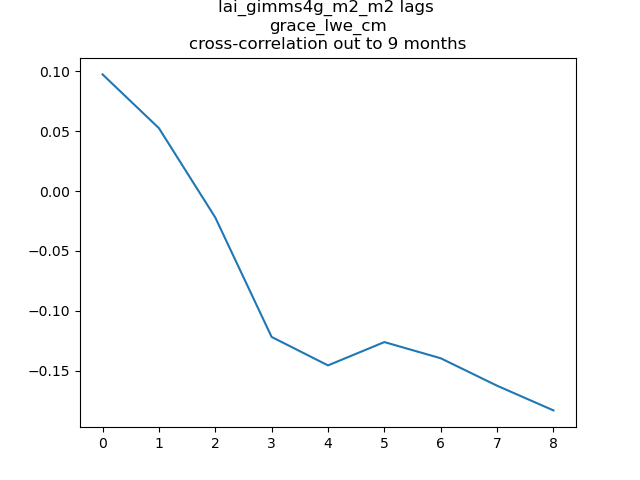 lai_gimms4g_m2_m2 lags
grace_lwe_cm
cross-correlation out to 9 months
0.10
0.05
0.00
−0.05
−0.10
−0.15
0 1 2 3 4 5 6 7 8